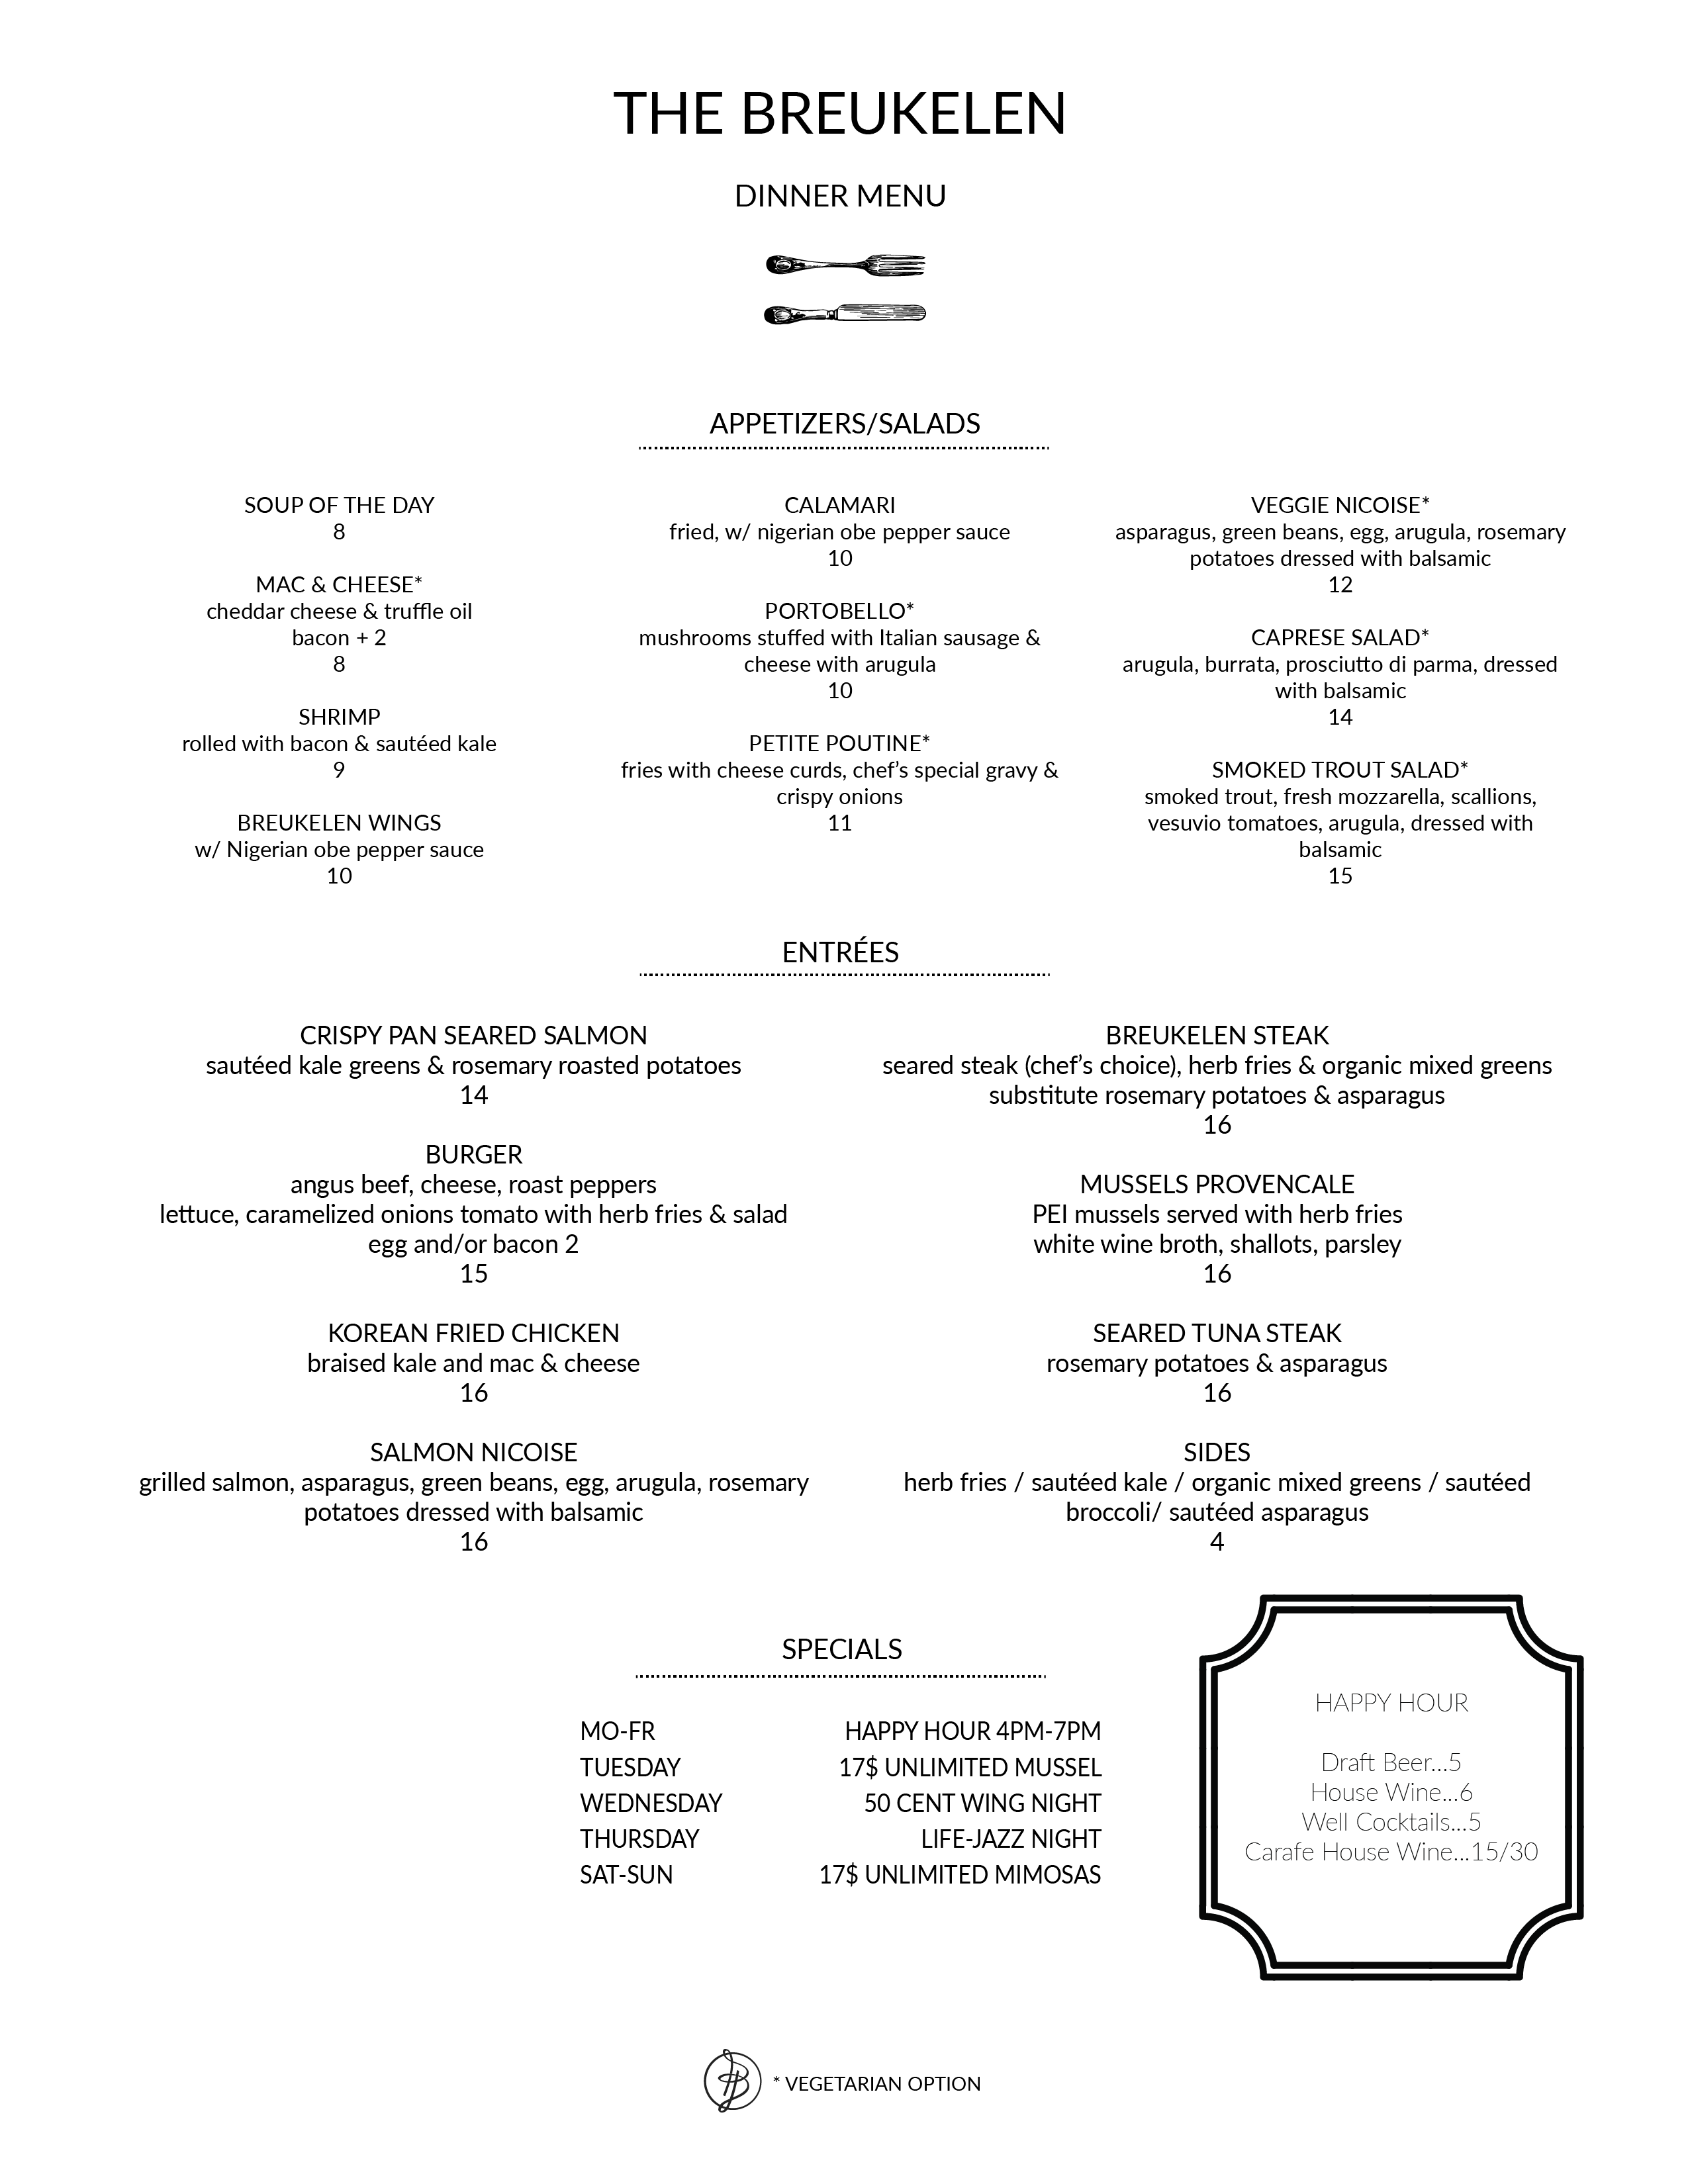 THE BREUKELEN
DINNER MENU
APPETIZERS/SALADS
SOUP OF THE DAY
8
MAC & CHEESE*
cheddar cheese & truffle oil
bacon + 2
8
SHRIMP
rolled with bacon & sautéed kale
9
BREUKELEN WINGS
w/ Nigerian obe pepper sauce
10
CALAMARI
fried, w/ nigerian obe pepper sauce
10
PORTOBELLO*
mushrooms stuffed with Italian sausage &
cheese with arugula
10
PETITE POUTINE*
fries with cheese curds, chef’s special gravy &
crispy onions
11
VEGGIE NICOISE*
asparagus, green beans, egg, arugula, rosemary
potatoes dressed with balsamic
12
CAPRESE SALAD*
arugula, burrata, prosciutto di parma, dressed
with balsamic
14
SMOKED TROUT SALAD*
smoked trout, fresh mozzarella, scallions,
vesuvio tomatoes, arugula, dressed with
balsamic
15
ENTRÉES
CRISPY PAN SEARED SALMON
sautéed kale greens & rosemary roasted potatoes
14
BURGER
angus beef, cheese, roast peppers
lettuce, caramelized onions tomato with herb fries & salad
egg and/or bacon 2
15
KOREAN FRIED CHICKEN
braised kale and mac & cheese
16
SALMON NICOISE
grilled salmon, asparagus, green beans, egg, arugula, rosemary
potatoes dressed with balsamic
16
BREUKELEN STEAK
seared steak (chef’s choice), herb fries & organic mixed greens
substitute rosemary potatoes & asparagus
16
MUSSELS PROVENCALE
PEI mussels served with herb fries
white wine broth, shallots, parsley
16
SEARED TUNA STEAK
rosemary potatoes & asparagus
16
SIDES
herb fries / sautéed kale / organic mixed greens / sautéed
broccoli/ sautéed asparagus
4
SPECIALS
MO-FR HAPPY HOUR 4PM-7PM
TUESDAY 17$ UNLIMITED MUSSEL
WEDNESDAY 50 CENT WING NIGHT
THURSDAY LIFE-JAZZ NIGHT
SAT-SUN 17$ UNLIMITED MIMOSAS
HAPPY HOUR
Draft Beer...5
House Wine...6
Well Cocktails...5
Carafe House Wine...15/30
B
* VEGETARIAN OPTION